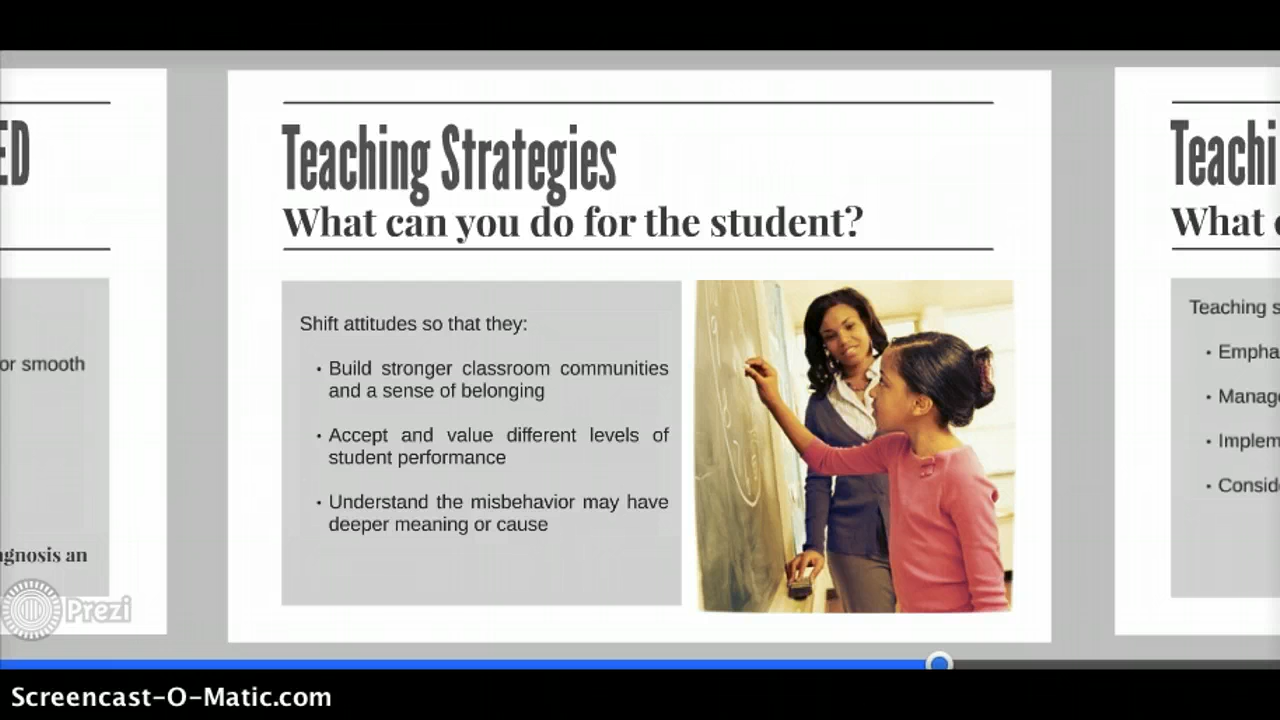 ED
or smooth
Teaching Strategies
What can you do for the student?
Shift attitudes so that they:
· Build stronger classroom communities
and a sense of belonging
· Accept and value different levels of
student performance
· Understand the misbehavior may have
deeper meaning or cause
Teachi
What c
Teaching s
· Empha
· Manag
· Implem
· Consid
gnosis an
Prezi
Screencast-O-Matic.com